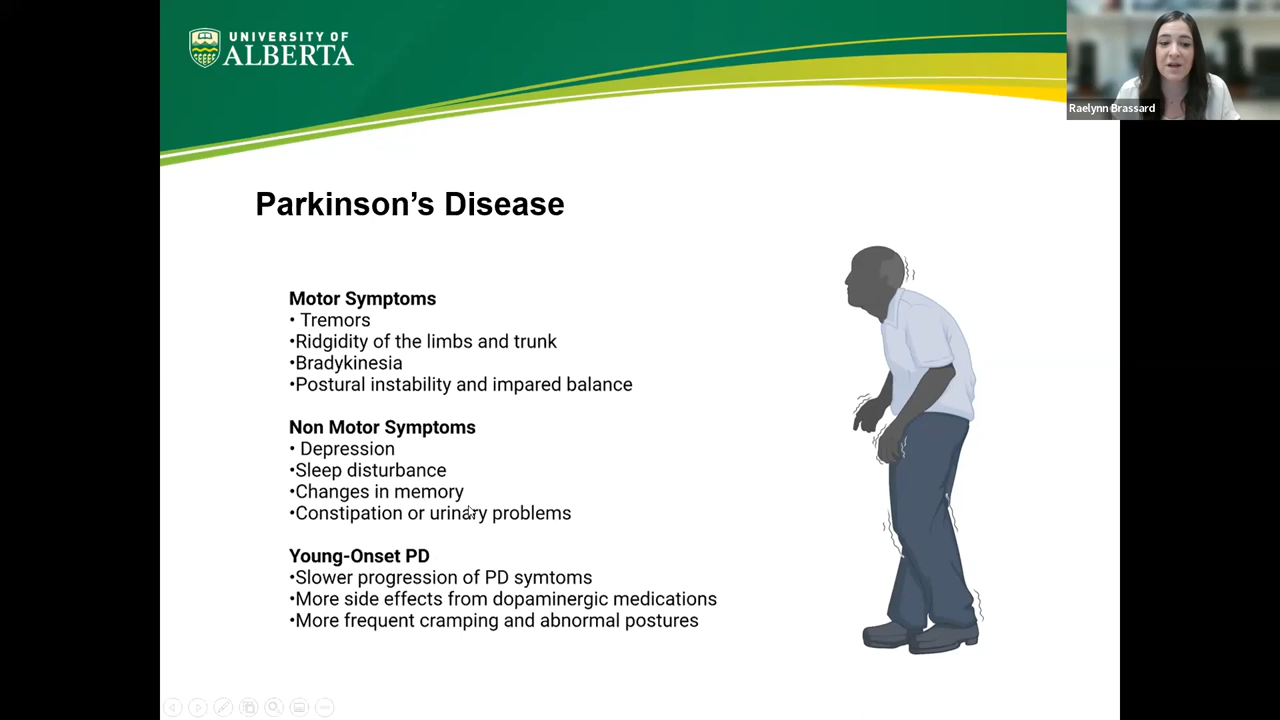 UNIVERSITY OF
ALBERTA
Raelynn Brassard
Parkinson's Disease
Motor Symptoms
• Tremors
•Ridgidity of the limbs and trunk
•Bradykinesia
•Postural instability and impared balance
Non Motor Symptoms
• Depression
•Sleep disturbance
•Changes in memory
•Constipation or urinary problems
Young-Onset PD
•Slower progression of PD symtoms
•More side effects from dopaminergic medications
•More frequent cramping and abnormal postures